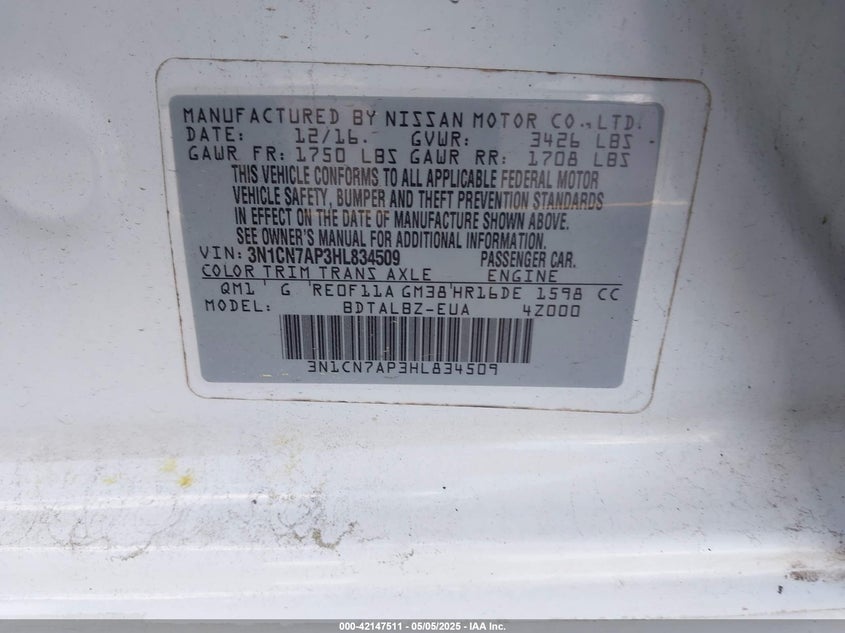 MANUFACTURED BY NISSAN MOTOR CO.,LTD.
DATE: 12/16. GVWR: 3426 LBS
GAWR FR: 1750 LBS GAWR RR: 1708 LBS
THIS VEHICLE CONFORMS TO ALL APPLICABLE FEDERAL MOTOR
VEHICLE SAFETY, BUMPER AND THEFT PREVENTION STANDARDS
IN EFFECT ON THE DATE OF MANUFACTURE SHOWN ABOVE.
SEE OWNER'S MANUAL FOR ADDITIONAL INFORMATION.
VIN: 3N1CN7AP3HL834509 PASSENGER CAR.
COLOR TRIM TRANS AXLE ENGINE
QM1 G RE0F11A GM38 HR16DE 1598 CC
MODEL: BDTALBZ-EUA 4Z000
3N1CN7AP3HL834509
000-42147511 - 05/05/2025 - IAA Inc.